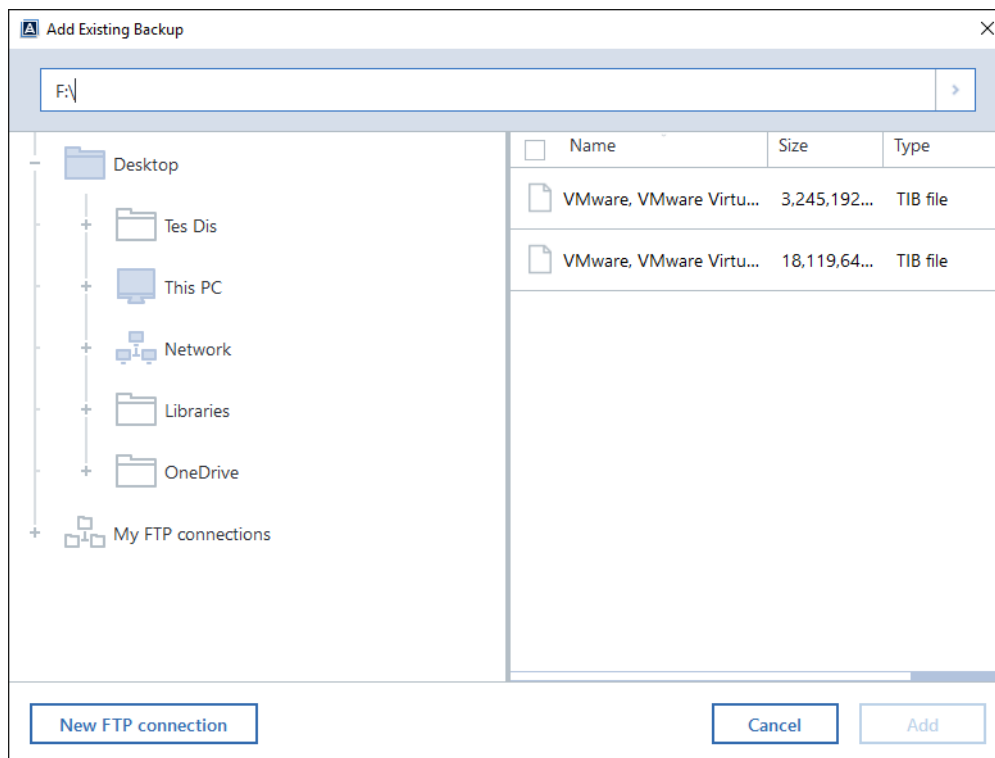 Add Existing Backup
F:\
Desktop
Tes Dis
This PC
Network
Libraries
OneDrive
My FTP connections
Name Size Type
VMware, VMware Virtu... 3,245,192... TIB file
VMware, VMware Virtu... 18,119,64... TIB file
New FTP connection Cancel Add